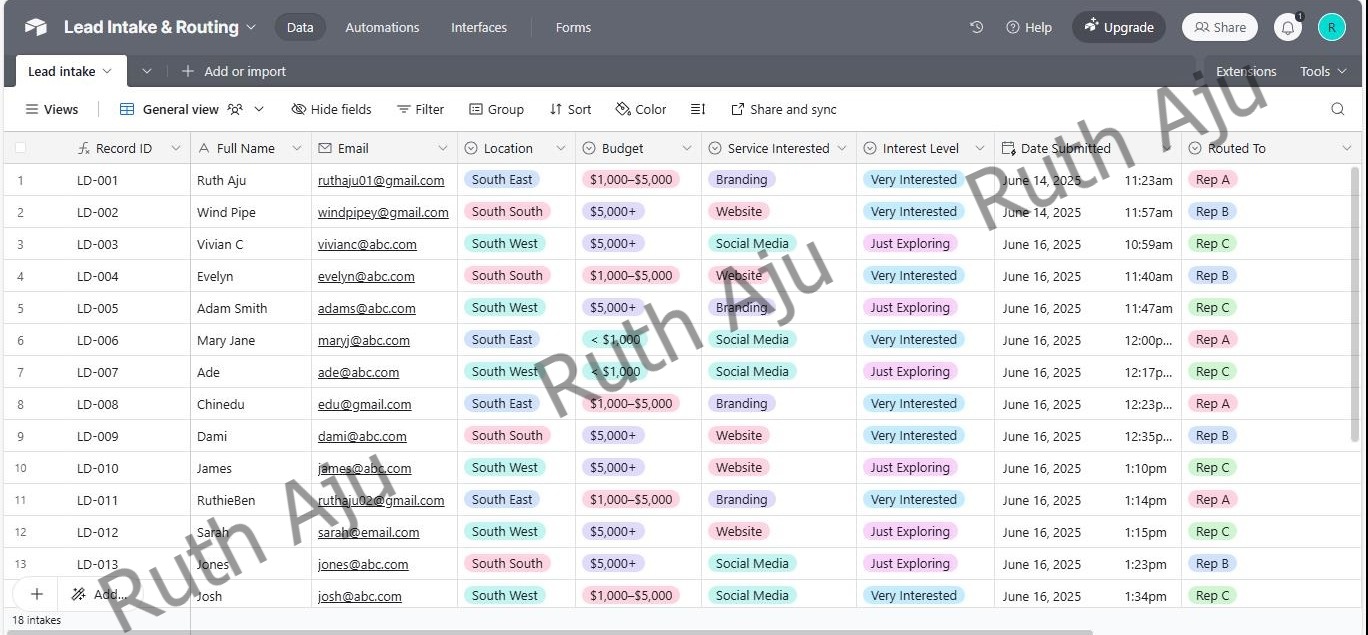 Lead Intake & Routing Data Automations Interfaces Forms Help Upgrade Share 1 R
Lead intake Add or import Extensions Tools
Views General view Hide fields Filter Group Sort Color Share and sync
Record ID Full Name Email Location Budget Service Interested Interest Level Date Submitted Routed To
1 LD-001 Ruth Aju ruthaju01@gmail.com South East $1,000–$5,000 Branding Very Interested June 14, 2025 11:23am Rep A
2 LD-002 Wind Pipe windpipey@gmail.com South South $5,000+ Website Very Interested June 14, 2025 11:57am Rep B
3 LD-003 Vivian C vivianc@abc.com South West $5,000+ Social Media Just Exploring June 16, 2025 10:59am Rep C
4 LD-004 Evelyn evelyn@abc.com South South $1,000–$5,000 Website Very Interested June 16, 2025 11:40am Rep B
5 LD-005 Adam Smith adams@abc.com South West $5,000+ Branding Just Exploring June 16, 2025 11:47am Rep C
6 LD-006 Mary Jane maryj@abc.com South East < $1,000 Social Media Very Interested June 16, 2025 12:00p... Rep A
7 LD-007 Ade ade@abc.com South West < $1,000 Social Media Just Exploring June 16, 2025 12:17p... Rep C
8 LD-008 Chinedu edu@gmail.com South East $1,000–$5,000 Branding Very Interested June 16, 2025 12:23p... Rep A
9 LD-009 Dami dami@abc.com South South $5,000+ Website Very Interested June 16, 2025 12:35p... Rep B
10 LD-010 James james@abc.com South West $5,000+ Website Just Exploring June 16, 2025 1:10pm Rep C
11 LD-011 RuthieBen ruthaju02@gmail.com South East $1,000–$5,000 Branding Very Interested June 16, 2025 1:14pm Rep A
12 LD-012 Sarah sarah@email.com South West $5,000+ Website Just Exploring June 16, 2025 1:15pm Rep C
13 LD-013 Jones jones@abc.com South South $5,000+ Social Media Just Exploring June 16, 2025 1:23pm Rep B
Add... Josh josh@abc.com South West $1,000–$5,000 Social Media Very Interested June 16, 2025 1:34pm Rep C
18 intakes
Ruth Aju
Ruth Aju
Ruth Aju